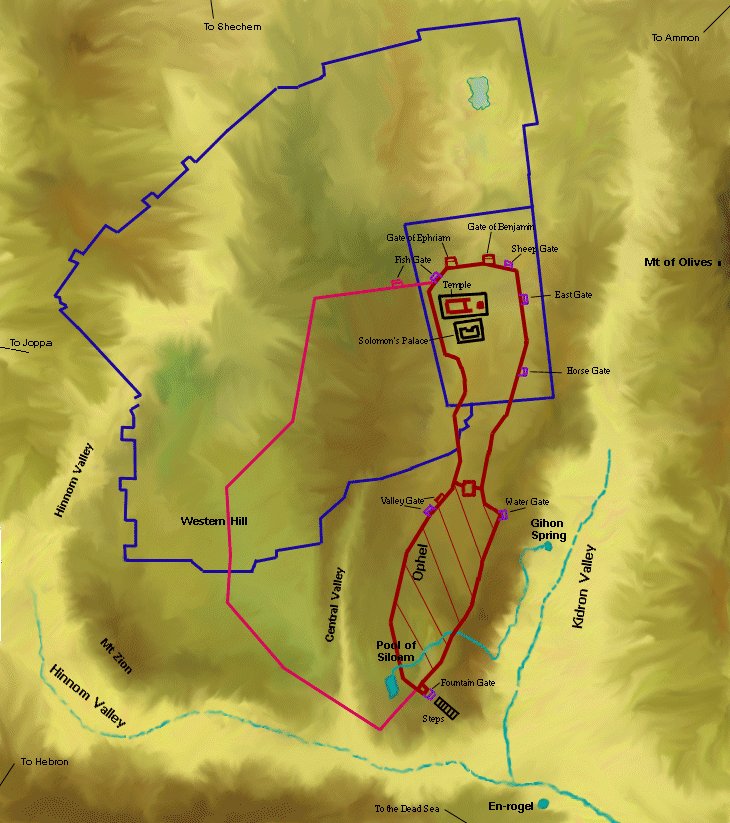 To Shechem
To Ammon
Gate of Benjamin
Gate of Ephriam
Sheep Gate
Fish Gate
Mt of Olives
Temple
East Gate
Solomon's Palace
To Joppa
Horse Gate
Hinnom Valley
Valley Gate
Water Gate
Western Hill
Gihon
Spring
Ophel
Kidron Valley
Central Valley
Pool of
Siloam
Mt Zion
Fountain Gate
Hinnom Valley
Steps
To Hebron
To the Dead Sea
En-rogel